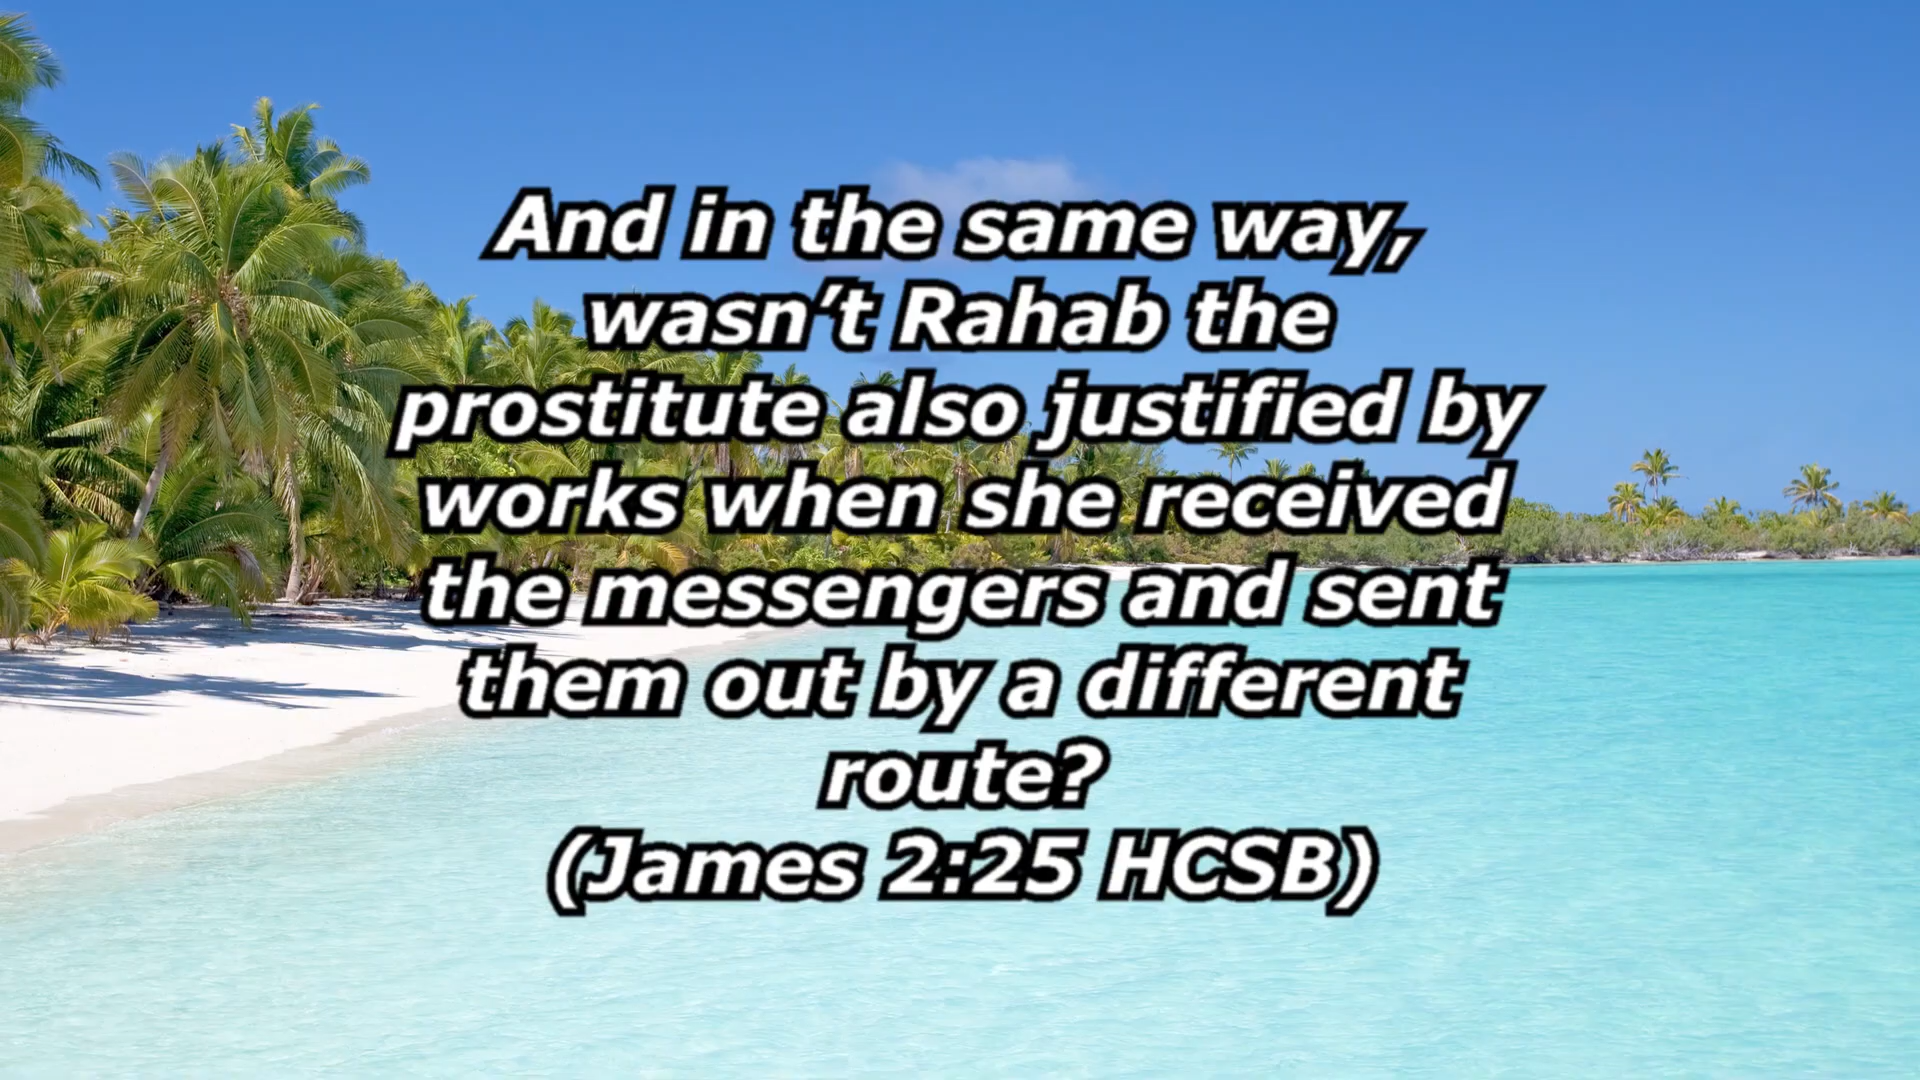 And in the same way,
wasn’t Rahab the
prostitute also justified by
works when she received
the messengers and sent
them out by a different
route?
(James 2:25 HCSB)